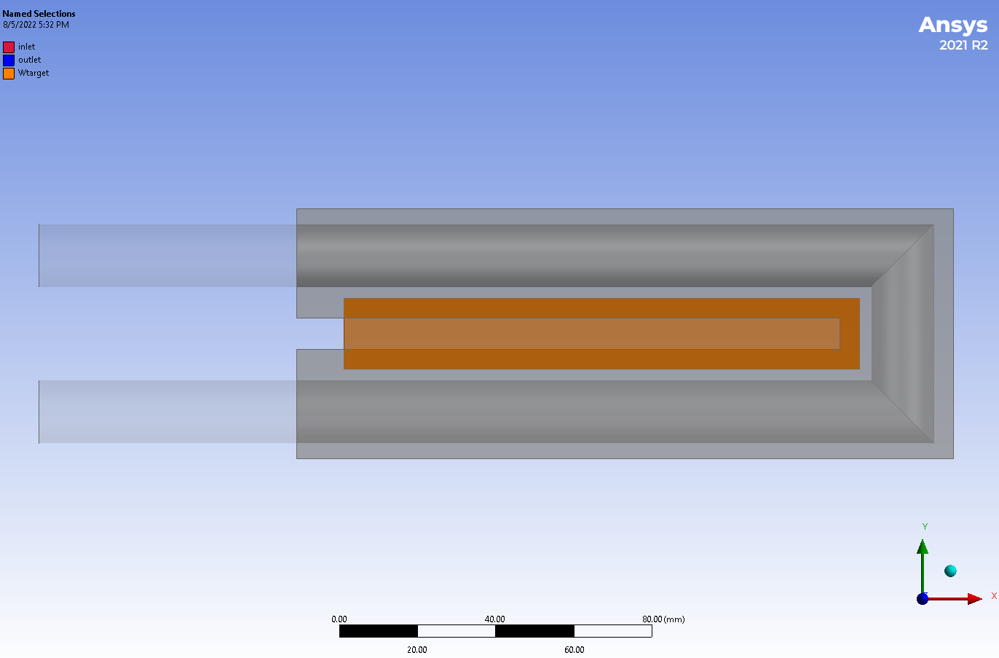 Named Selections
8/5/2022 5:32 PM
inlet
outlet
Wtarget
Ansys
2021 R2
Y
X
0.00 40.00 80.00 (mm)
20.00 60.00